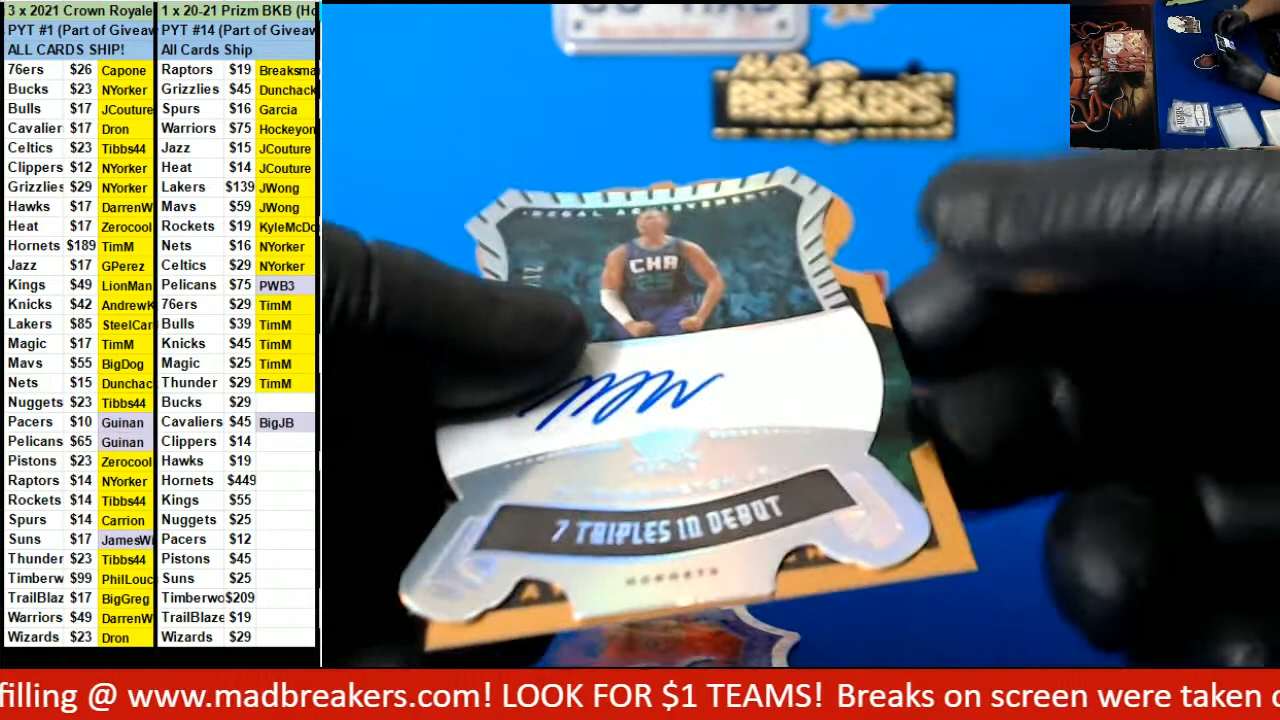 3 x 2021 Crown Royale
PYT #1 (Part of Giveaw
ALL CARDS SHIP!
76ers $26 Capone
Bucks $23 NYorker
Bulls $17 JCouture
Cavalier $17 Dron
Celtics $23 Tibbs44
Clippers $12 NYorker
Grizzlies $29 NYorker
Hawks $17 DarrenW
Heat $17 Zerocool
Hornets $189 TimM
Jazz $17 GPerez
Kings $49 LionMan
Knicks $42 AndrewK
Lakers $85 SteelCar
Magic $17 TimM
Mavs $55 BigDog
Nets $15 Dunchac
Nuggets $23 Tibbs44
Pacers $10 Guinan
Pelicans $65 Guinan
Pistons $23 Zerocool
Raptors $14 NYorker
Rockets $14 Tibbs44
Spurs $14 Carrion
Suns $17 JamesWi
Thunder $23 Tibbs44
Timberw $99 PhilLouc
TrailBlaz $17 BigGreg
Warriors $49 DarrenW
Wizards $23 Dron
1 x 20-21 Prizm BKB (Ho
PYT #14 (Part of Giveaw
All Cards Ship
Raptors $19 Breaksma
Grizzlies $45 Dunchack
Spurs $16 Garcia
Warriors $75 Hockeyon
Jazz $15 JCouture
Heat $14 JCouture
Lakers $139 JWong
Mavs $59 JWong
Rockets $19 KyleMcDo
Nets $16 NYorker
Celtics $29 NYorker
Pelicans $75 PWB3
76ers $29 TimM
Bulls $39 TimM
Knicks $45 TimM
Magic $25 TimM
Thunder $29 TimM
Bucks $29
Cavaliers $45 BigJB
Clippers $14
Hawks $19
Hornets $449
Kings $55
Nuggets $25
Pacers $12
Pistons $45
Suns $25
Timberwo $209
TrailBlaze $19
Wizards $29
BREAKERS
REGAL ACHIEVEMENT
CHA
7 TRIPLES IN DEBUT
HORNETS
filling @ www.madbreakers.com! LOOK FOR $1 TEAMS! Breaks on screen were taken o